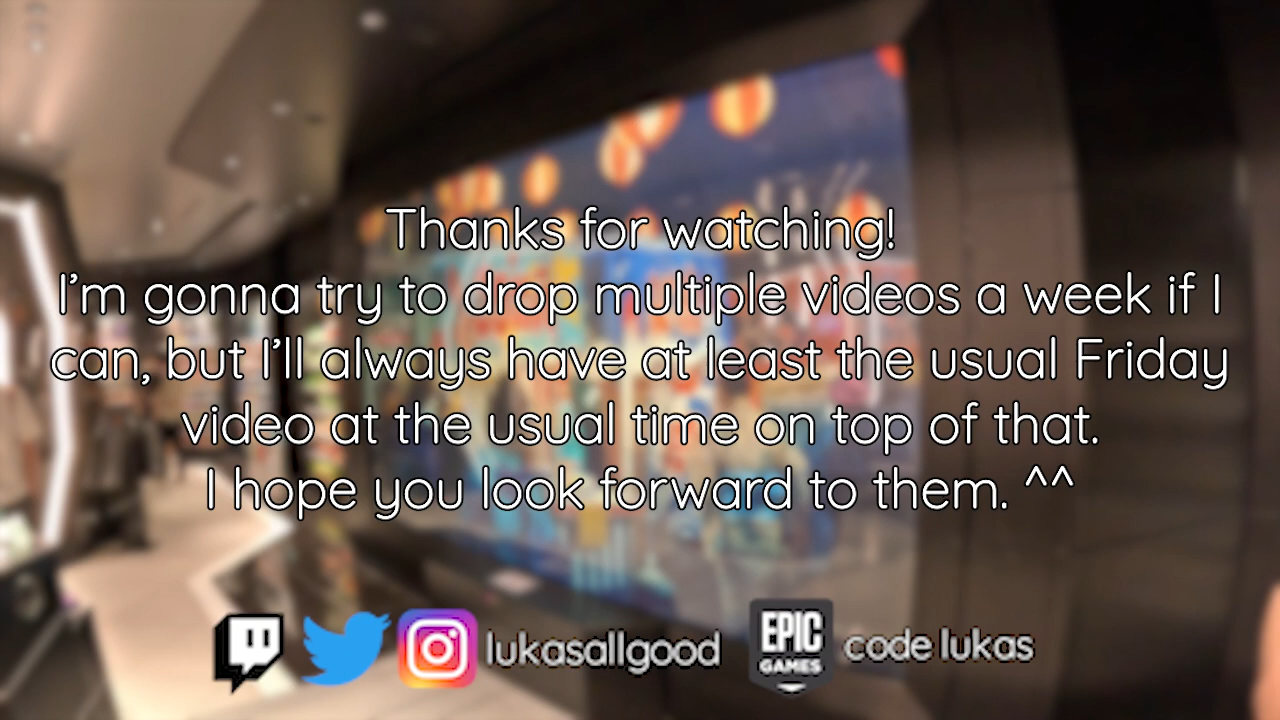 Thanks for watching!
I'm gonna try to drop multiple videos a week if I
can, but I'll always have at least the usual Friday
video at the usual time on top of that.
I hope you look forward to them. ^^
lukasallgood
EPIC
GAMES
code lukas